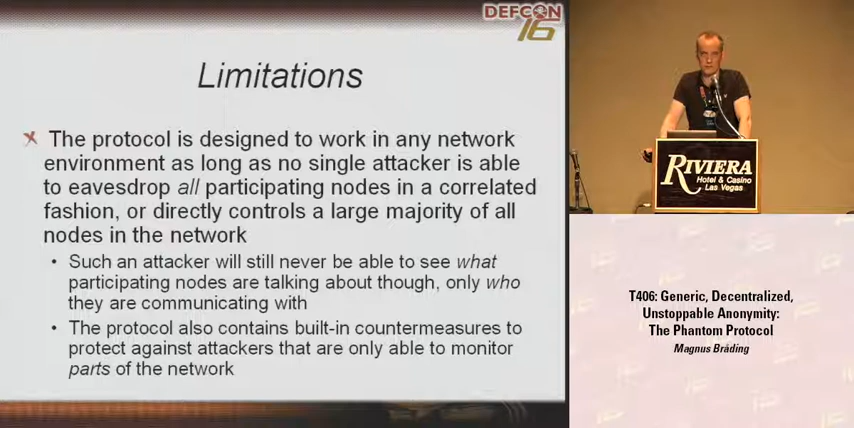 DEFCON
16
Limitations
The protocol is designed to work in any network
environment as long as no single attacker is able
to eavesdrop all participating nodes in a correlated
fashion, or directly controls a large majority of all
nodes in the network
• Such an attacker will still never be able to see what
participating nodes are talking about though, only who
they are communicating with
• The protocol also contains built-in countermeasures to
protect against attackers that are only able to monitor
parts of the network
RIVIERA
Hotel & Casino
Las Vegas
T406: Generic, Decentralized,
Unstoppable Anonymity:
The Phantom Protocol
Magnus Bråding